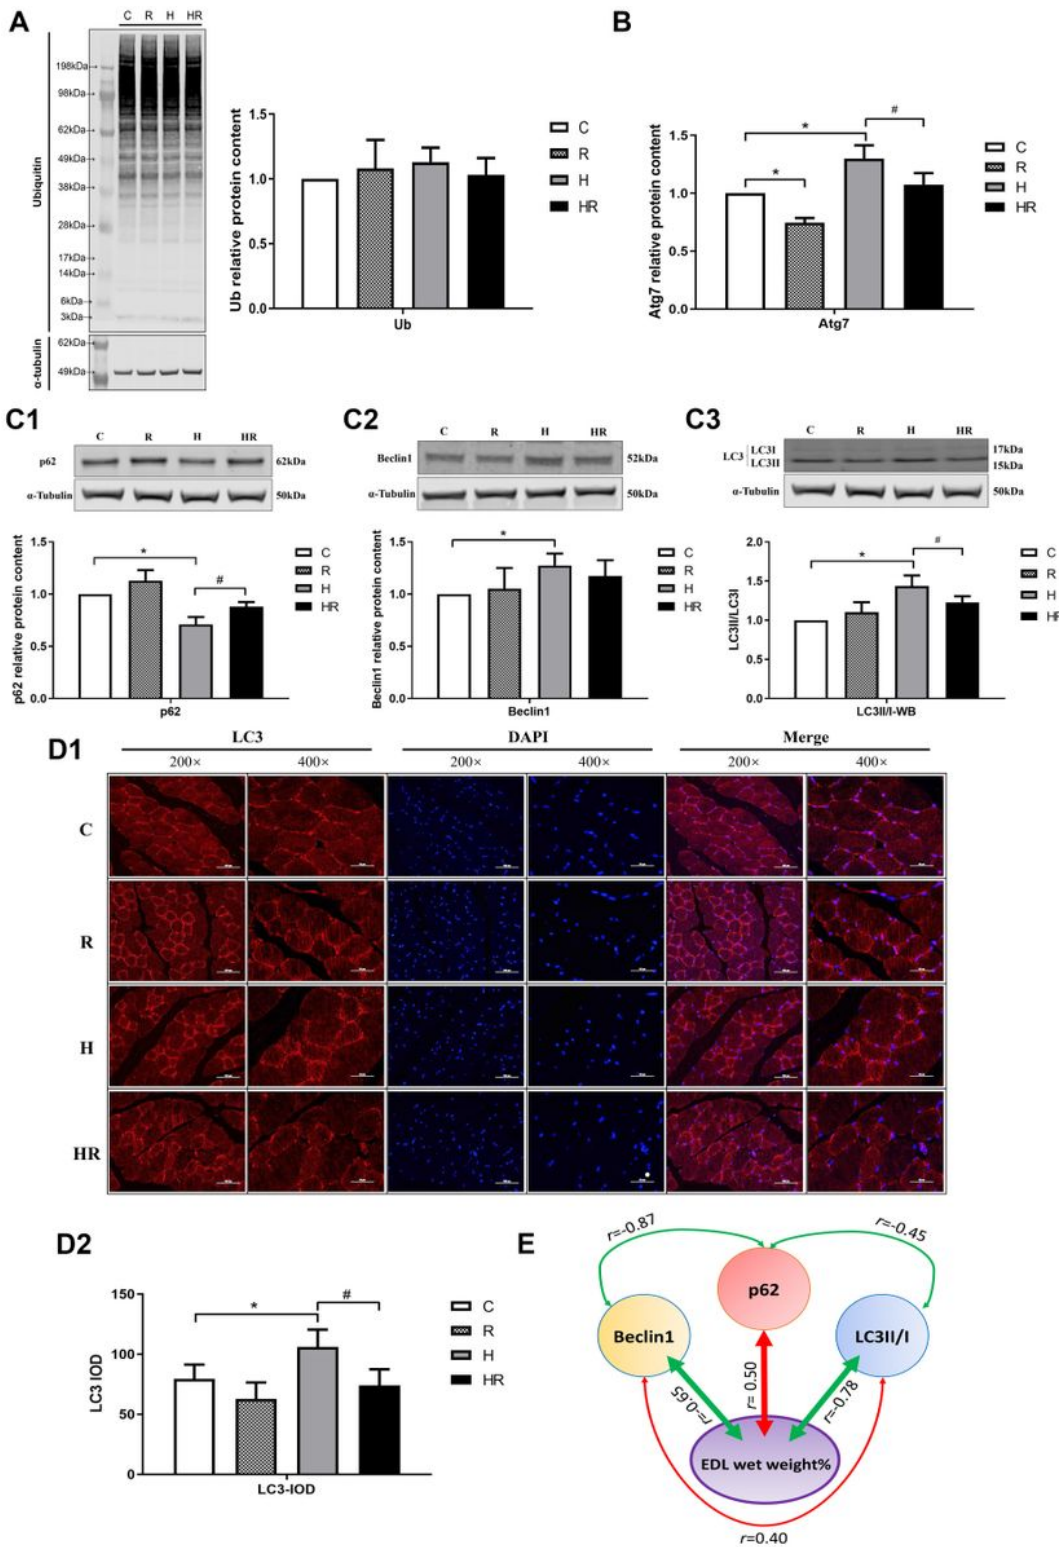 A
C R H HR
Ubiquitin
198kDa
98kDa
62kDa
49kDa
38kDa
28kDa
17kDa
14kDa
6kDa
3kDa
α-tubulin
62kDa
49kDa
Ub relative protein content
1.5
1.0
0.5
0.0
Ub
C
R
H
HR
B
Atg7 relative protein content
1.5
1.0
0.5
0.0
*
*
#
Atg7
C
R
H
HR
C1
C R H HR
p62
62kDa
α-Tubulin
50kDa
p62 relative protein content
1.5
1.0
0.5
0.0
*
#
p62
C
R
H
HR
C2
C R H HR
Beclin1
52kDa
α-Tubulin
50kDa
Beclin1 relative protein content
1.5
1.0
0.5
0.0
*
Beclin1
C
R
H
HR
C3
C R H HR
LC3
LC3I
LC3II
17kDa
15kDa
α-Tubulin
50kDa
LC3II/LC3I
2.0
1.5
1.0
0.5
0.0
*
#
LC3II/I-WB
C
R
H
D1
LC3 DAPI Merge
200× 400× 200× 400× 200× 400×
C
R
H
HR
D2
LC3 IOD
150
100
50
0
*
#
LC3-IOD
C
R
H
HR
E
r=-0.87
r=-0.45
p62
Beclin1
LC3II/I
r=-0.65
r= 0.50
r=-0.78
EDL wet weight%
r=0.40